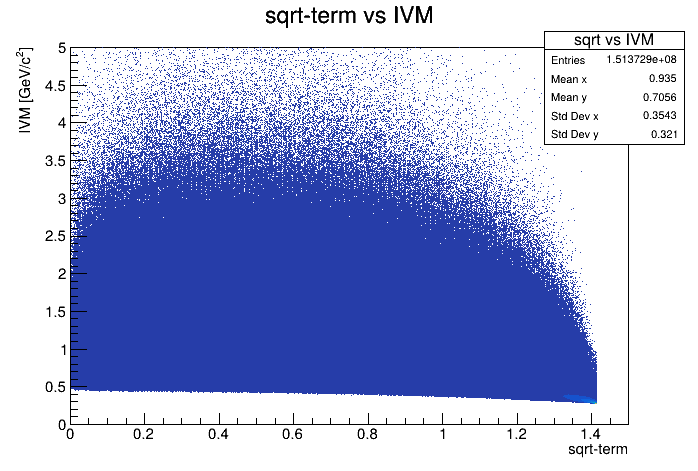 sqrt-term vs IVM
sqrt vs IVM
Entries 1.513729e+08
Mean x 0.935
Mean y 0.7056
Std Dev x 0.3543
Std Dev y 0.321
IVM [GeV/c²]
5
4.5
4
3.5
3
2.5
2
1.5
1
0.5
0
0 0.2 0.4 0.6 0.8 1 1.2 1.4
sqrt-term